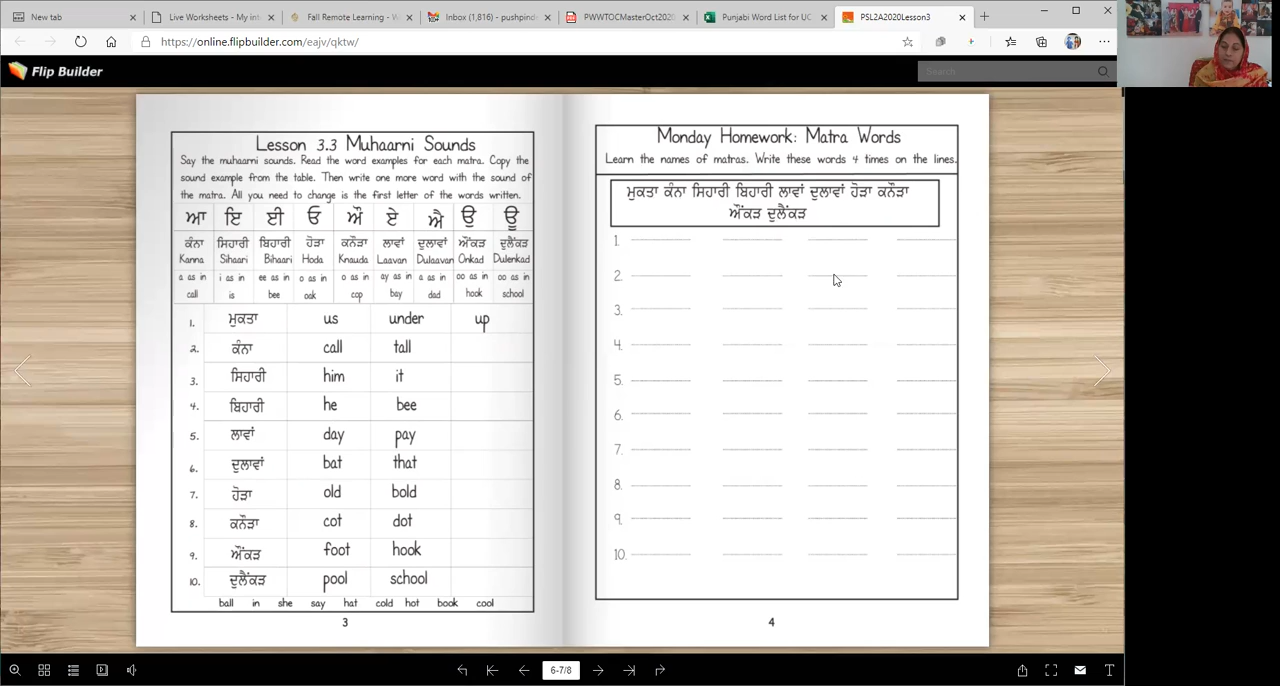 New tab
Live Worksheets - My int
Fall Remote Learning - W
Inbox (1,816) - pushpind
PWWTOCMasterOct2020
Punjabi Word List for UC
PSL2A2020Lesson3
https://online.flipbuilder.com/eajv/qktw/
Flip Builder
Search
Lesson 3.3 Muhaarni Sounds
Say the muhaarni sounds. Read the word examples for each matra. Copy the
sound example from the table. Then write one more word with the sound of
the matra. All you need to change is the first letter of the words written.
ਆ ਇ ਈ ਓ ਔ ਏ ਐ ਉ ਊ
ਕੰਨਾ ਸਿਹਾਰੀ ਬਿਹਾਰੀ ਹੋੜਾ ਕਨੌੜਾ ਲਾਵਾਂ ਦੁਲਾਵਾਂ ਔਂਕੜ ਦੁਲੈਂਕੜ
Kanna Sihaari Bihaari Hoda Knauda Laavan Dulaavan Onkad Dulenkad
a as in i as in ee as in o as in o as in ay as in a as in oo as in oo as in
call is bee oak cop bay dad hook school
1. ਮੁਕਤਾ us under up
2. ਕੰਨਾ call tall
3. ਸਿਹਾਰੀ him it
4. ਬਿਹਾਰੀ he bee
5. ਲਾਵਾਂ day pay
6. ਦੁਲਾਵਾਂ bat that
7. ਹੋੜਾ old bold
8. ਕਨੌੜਾ cot dot
9. ਔਂਕੜ foot hook
10. ਦੁਲੈਂਕੜ pool school
ball in she say hat cold hot book cool
3
Monday Homework: Matra Words
Learn the names of matras. Write these words 4 times on the lines.
ਮੁਕਤਾ ਕੰਨਾ ਸਿਹਾਰੀ ਬਿਹਾਰੀ ਲਾਵਾਂ ਦੁਲਾਵਾਂ ਹੋੜਾ ਕਨੌੜਾ
ਔਂਕੜ ਦੁਲੈਂਕੜ
1.
2.
3.
4.
5.
6.
7.
8.
9.
10.
4
6-7/8